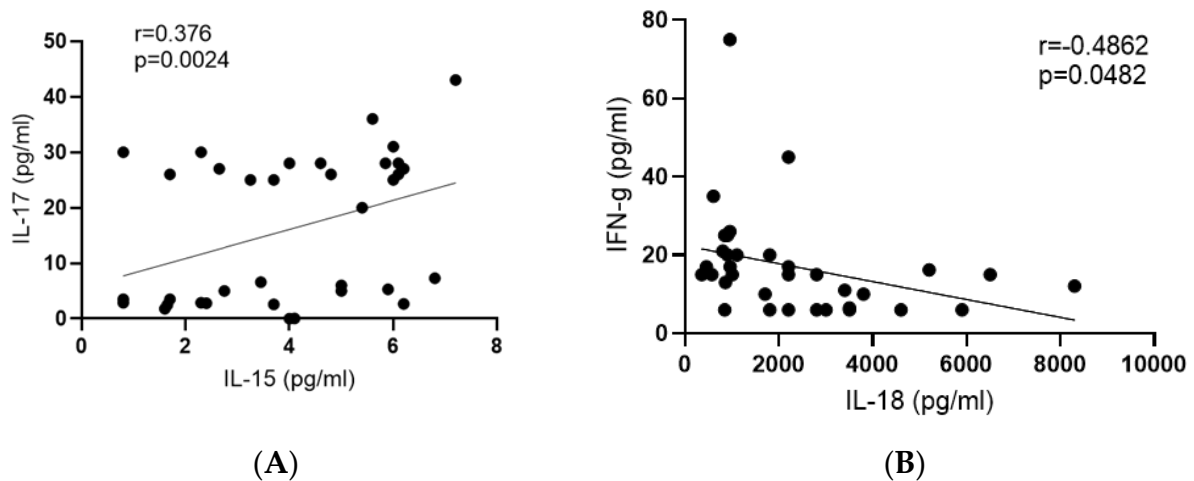 r=0.376
p=0.0024
50
40
30
20
10
0
IL-17 (pg/ml)
0 2 4 6 8
IL-15 (pg/ml)
(A)
r=-0.4862
p=0.0482
80
60
40
20
0
IFN-g (pg/ml)
0 2000 4000 6000 8000 10000
IL-18 (pg/ml)
(B)